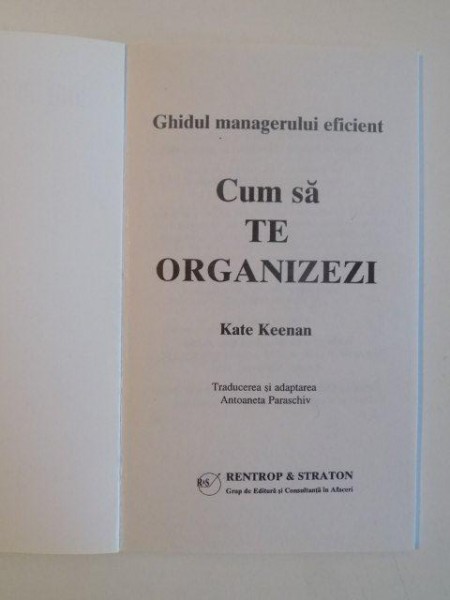 Ghidul managerului eficient
Cum să
TE
ORGANIZEZI
Kate Keenan
Traducerea și adaptarea
Antoaneta Paraschiv
R&S
RENTROP & STRATON
Grup de Editură și Consultanță în Afaceri